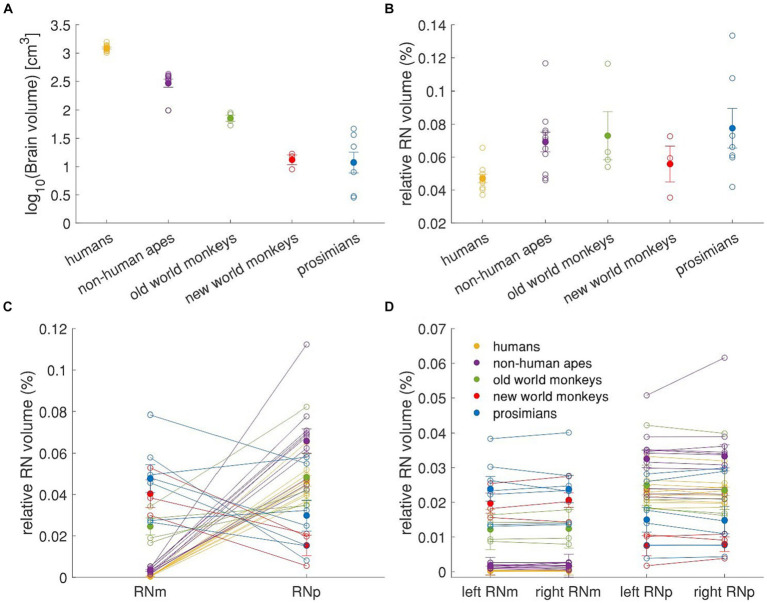 A
log10(Brain volume) [cm3]
3.5
3
2.5
2
1.5
1
0.5
0
humans
non-human apes
old world monkeys
new world monkeys
prosimians
B
relative RN volume (%)
0.14
0.12
0.10
0.08
0.06
0.04
0.02
humans
non-human apes
old world monkeys
new world monkeys
prosimians
C
relative RN volume (%)
0.12
0.1
0.08
0.06
0.04
0.02
0
RNm
RNp
D
relative RN volume (%)
0.07
0.06
0.05
0.04
0.03
0.02
0.01
0
humans
non-human apes
old world monkeys
new world monkeys
prosimians
left RNm
right RNm
left RNp
right RNp